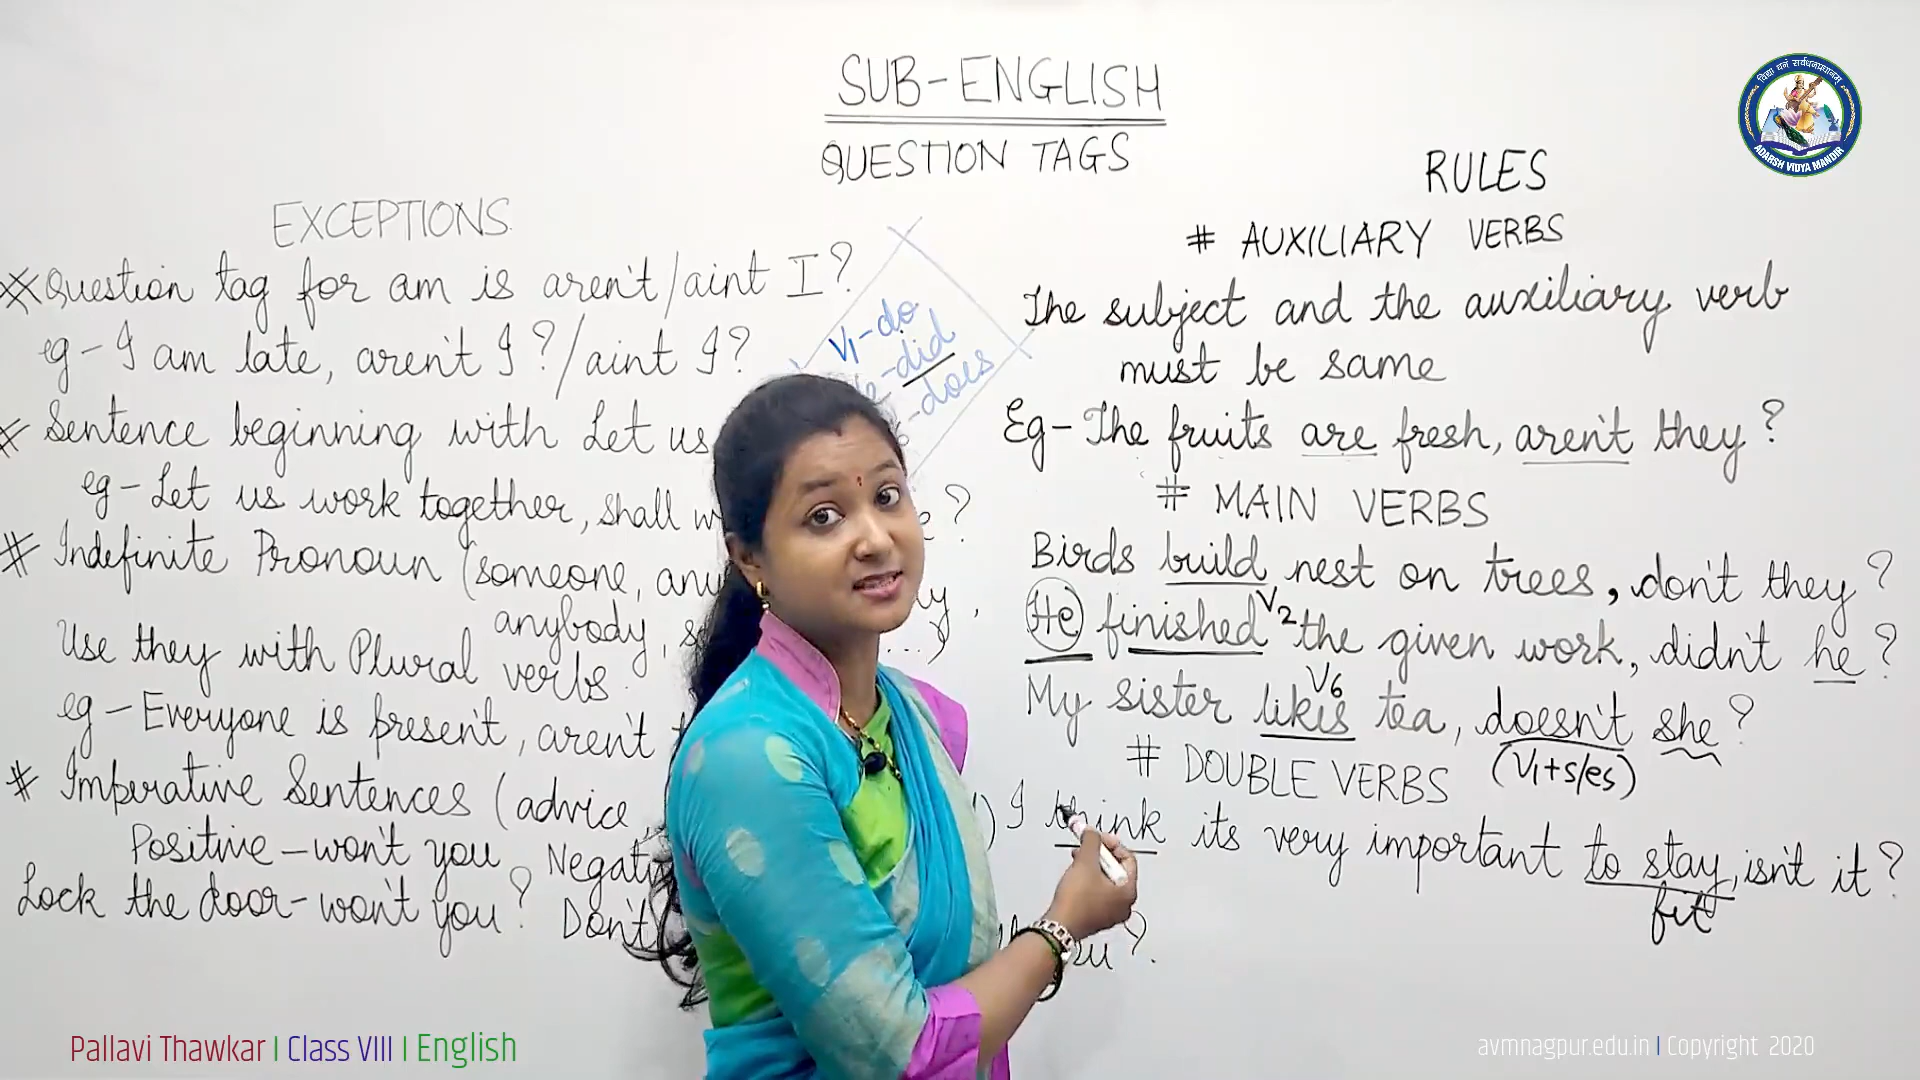 SUB-ENGLISH
QUESTION TAGS
EXCEPTIONS
Question tag for am is aren't/aint I?
eg-I am late, aren't I?/aint I?
Sentence beginning with Let us
eg-Let us work together, shall
# Indefinite Pronoun (someone,
anybody,
Use they with Plural verbs.
eg-Everyone is present, aren't
# Imperative Sentences (advice,
Positive-won't you
Lock the door-won't you? Don't
V1-do
-did
-does
RULES
# AUXILIARY VERBS
The subject and the auxiliary verb
must be same
Eg-The fruits are fresh, aren't they?
# MAIN VERBS
Birds build nest on trees, don't they?
He finished V2 the given work, didn't he?
V6
My sister likes tea, doesn't she?
(V1+s/es)
# DOUBLE VERBS
I think its very important to stay, isn't it?
fit
विद्या धनं सर्वधनप्रधानम्
ADARSH VIDYA MANDIR
Pallavi Thawkar | Class VIII | English
avmnagpur.edu.in | Copyright 2020